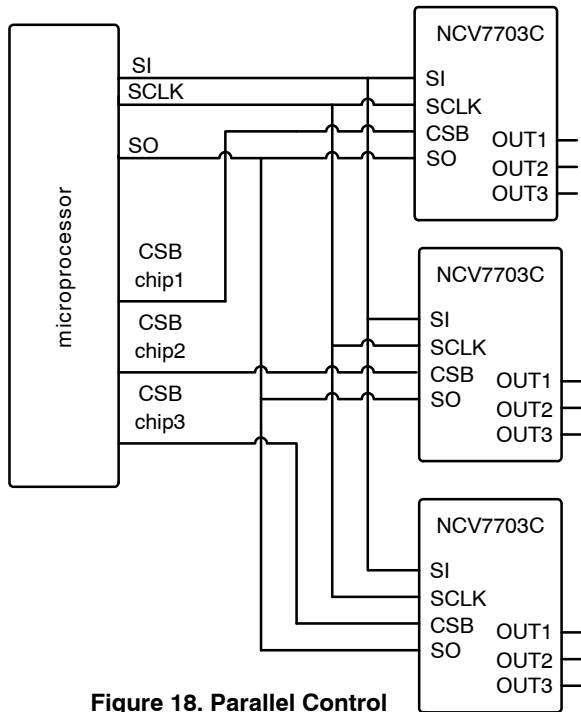 microprocessor
SI
SCLK
SO
CSB
chip1
CSB
chip2
CSB
chip3
NCV7703C
SI
SCLK
CSB
SO
OUT1
OUT2
OUT3
NCV7703C
SI
SCLK
CSB
SO
OUT1
OUT2
OUT3
NCV7703C
SI
SCLK
CSB
SO
OUT1
OUT2
OUT3
Figure 18. Parallel Control